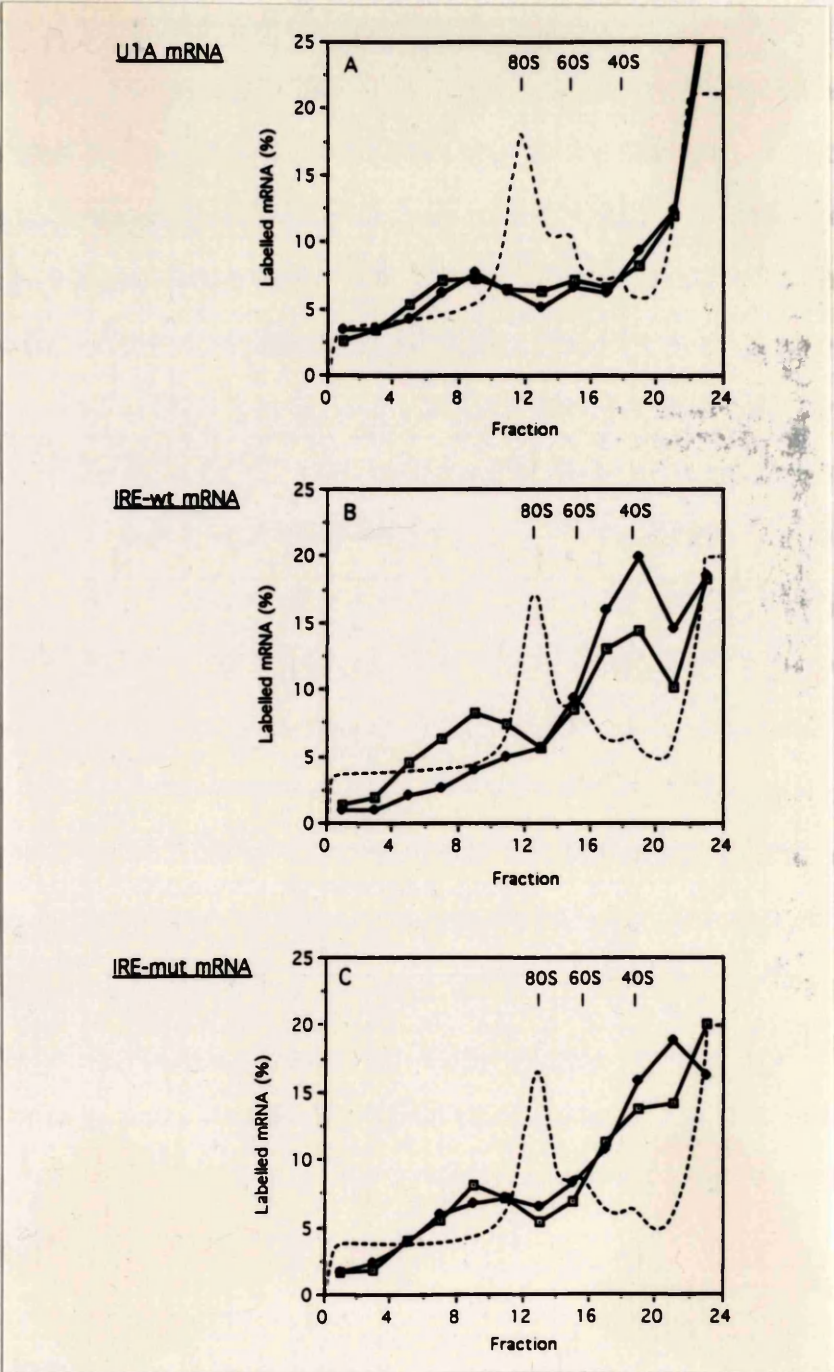 U1A mRNA
A
80S 60S 40S
Labelled mRNA (%)
25
20
15
10
5
0
0 4 8 12 16 20 24
Fraction
IRE-wt mRNA
B
80S 60S 40S
Labelled mRNA (%)
25
20
15
10
5
0
0 4 8 12 16 20 24
Fraction
IRE-mut mRNA
C
80S 60S 40S
Labelled mRNA (%)
25
20
15
10
5
0
0 4 8 12 16 20 24
Fraction